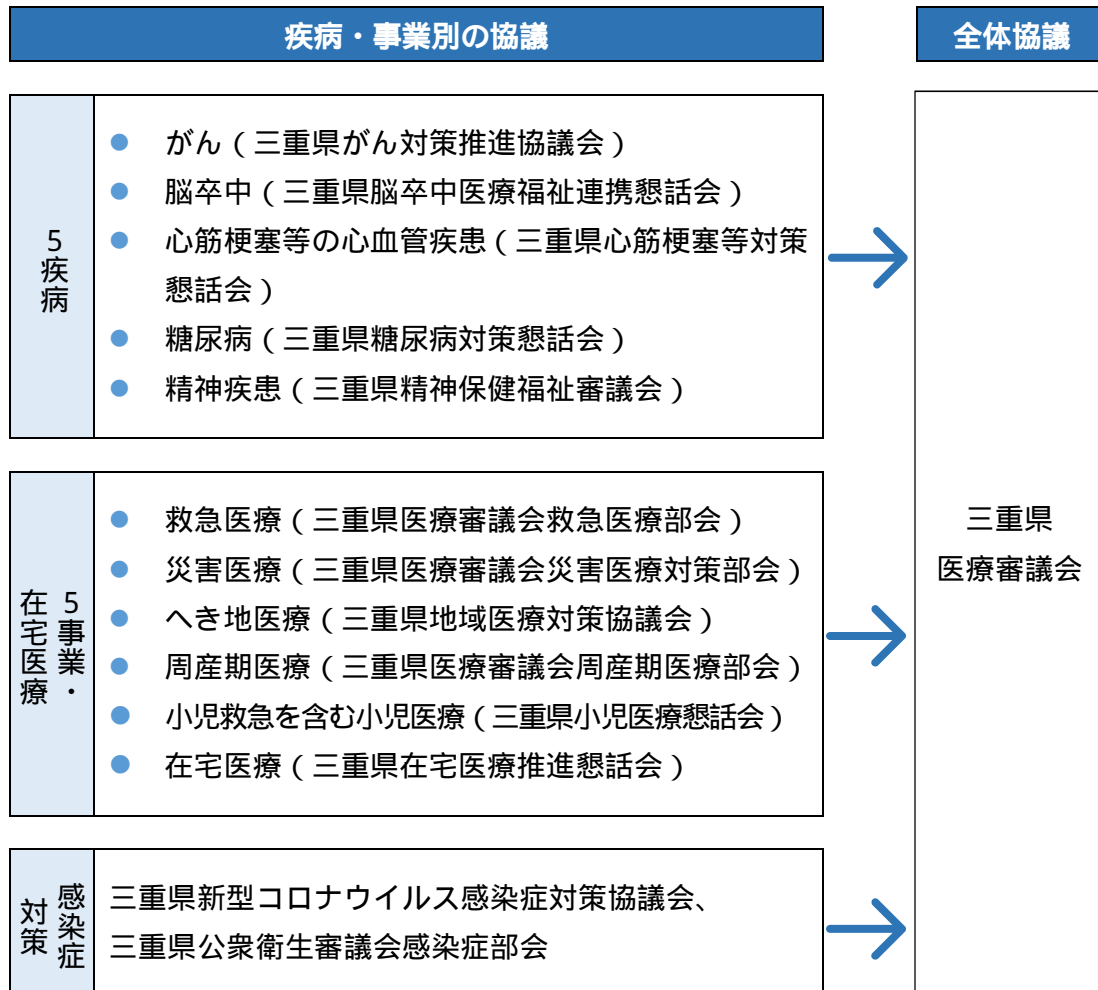 疾病・事業別の協議
全体協議
5疾病
● がん（三重県がん対策推進協議会）
● 脳卒中（三重県脳卒中医療福祉連携懇話会）
● 心筋梗塞等の心血管疾患（三重県心筋梗塞等対策
懇話会）
● 糖尿病（三重県糖尿病対策懇話会）
● 精神疾患（三重県精神保健福祉審議会）
5事業・
在宅医療
● 救急医療（三重県医療審議会救急医療部会）
● 災害医療（三重県医療審議会災害医療対策部会）
● へき地医療（三重県地域医療対策協議会）
● 周産期医療（三重県医療審議会周産期医療部会）
● 小児救急を含む小児医療（三重県小児医療懇話会）
● 在宅医療（三重県在宅医療推進懇話会）
感染症
対策
三重県新型コロナウイルス感染症対策協議会、
三重県公衆衛生審議会感染症部会
三重県
医療審議会